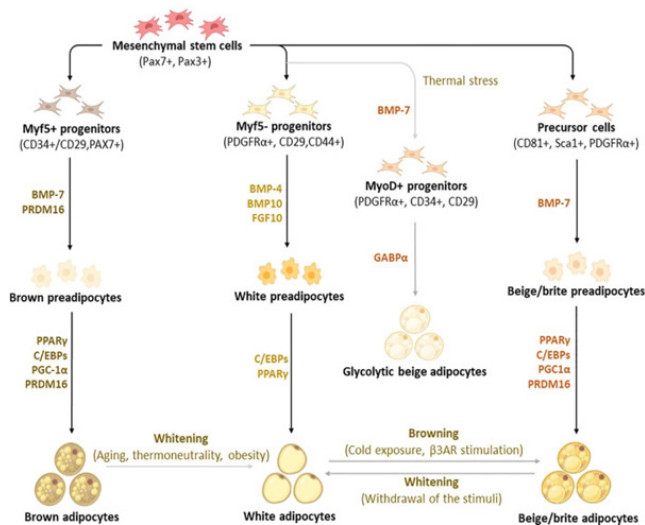 Mesenchymal stem cells
(Pax7+, Pax3+)
Thermal stress
Myf5+ progenitors
(CD34+/CD29,PAX7+)
Myf5- progenitors
(PDGFRα+, CD29,CD44+)
BMP-7
Precursor cells
(CD81+, Sca1+, PDGFRα+)
MyoD+ progenitors
(PDGFRα+, CD34+, CD29)
BMP-7
PRDM16
BMP-4
BMP10
FGF10
BMP-7
GABPα
Brown preadipocytes
White preadipocytes
Beige/brite preadipocytes
PPARγ
C/EBPs
PGC-1α
PRDM16
C/EBPs
PPARγ
Glycolytic beige adipocytes
PPARγ
C/EBPs
PGC1α
PRDM16
Whitening
(Aging, thermoneutrality, obesity)
Browning
(Cold exposure, β3AR stimulation)
Whitening
(Withdrawal of the stimuli)
Brown adipocytes
White adipocytes
Beige/brite adipocytes